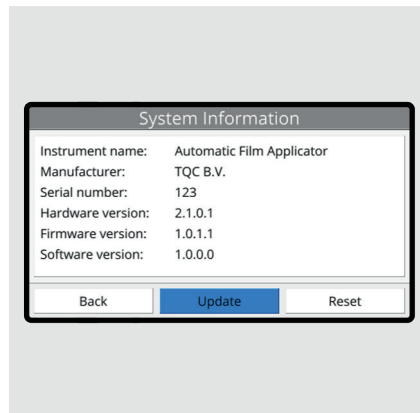 System Information
Instrument name: Automatic Film Applicator
Manufacturer: TQC B.V.
Serial number: 123
Hardware version: 2.1.0.1
Firmware version: 1.0.1.1
Software version: 1.0.0.0
Back Update Reset